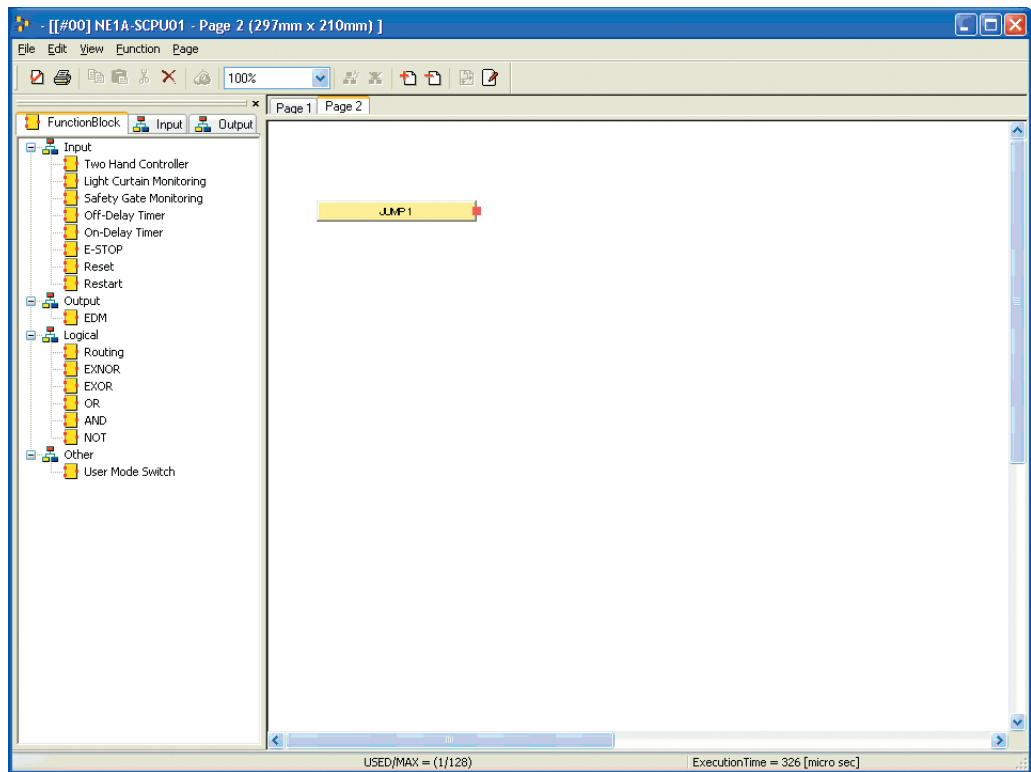 - [[#00] NE1A-SCPU01 - Page 2 (297mm x 210mm) ]
File Edit View Function Page
100%
FunctionBlock Input Output
Page 1 Page 2
Input
Two Hand Controller
Light Curtain Monitoring
Safety Gate Monitoring
Off-Delay Timer
On-Delay Timer
E-STOP
Reset
Restart
Output
EDM
Logical
Routing
EXNOR
EXOR
OR
AND
NOT
Other
User Mode Switch
JUMP 1
USED/MAX = (1/128) ExecutionTime = 326 [micro sec]